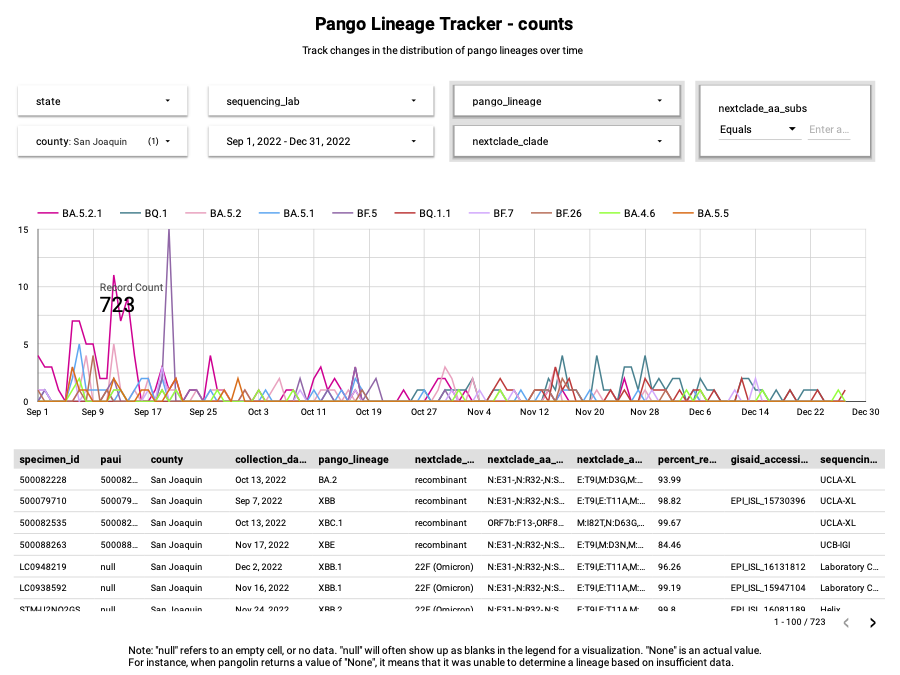 Pango Lineage Tracker - counts
Track changes in the distribution of pango lineages over time
state
sequencing_lab
pango_lineage
nextclade_aa_subs
Equals
Enter a...
county: San Joaquin (1)
Sep 1, 2022 - Dec 31, 2022
nextclade_clade
BA.5.2.1 BQ.1 BA.5.2 BA.5.1 BF.5 BQ.1.1 BF.7 BF.26 BA.4.6 BA.5.5
15
10
5
0
Record Count
723
Sep 1 Sep 9 Sep 17 Sep 25 Oct 3 Oct 11 Oct 19 Oct 27 Nov 4 Nov 12 Nov 20 Nov 28 Dec 6 Dec 14 Dec 22 Dec 30
specimen_id paui county collection_da... pango_lineage nextclade_... nextclade_aa_... nextclade_a... percent_re... gisaid_accessi... sequencin...
500082228 500082... San Joaquin Oct 13, 2022 BA.2 recombinant N:E31-,N:R32-,N:S... E:T9I,M:D3G,M:... 93.99 UCLA-XL
500079710 500079... San Joaquin Sep 7, 2022 XBB recombinant N:E31-,N:R32-,N:S... E:T9I,E:T11A,M:... 98.82 EPI_ISL_15730396 UCLA-XL
500082535 500082... San Joaquin Oct 13, 2022 XBC.1 recombinant ORF7b:F13-,ORF8... M:I82T,N:D63G,... 99.67 UCLA-XL
500088263 500088... San Joaquin Nov 17, 2022 XBE recombinant N:E31-,N:R32-,N:S... E:T9I,M:D3N,M:... 84.46 UCB-IGI
LC0948219 null San Joaquin Dec 2, 2022 XBB.1 22F (Omicron) N:E31-,N:R32-,N:S... E:T9I,E:T11A,M:... 96.26 EPI_ISL_16131812 Laboratory C...
LC0938592 null San Joaquin Nov 16, 2022 XBB.1 22F (Omicron) N:E31-,N:R32-,N:S... E:T9I,E:T11A,M:... 99.19 EPI_ISL_15947104 Laboratory C...
null San Joaquin Nov 24, 2022 XBB.2 22F (Omicron) N:E31-,N:R32-,N:S... E:T9I,E:T11A,M:... 99.8 EPI_ISL_16081189 Helix
1 - 100 / 723
Note: "null" refers to an empty cell, or no data. "null" will often show up as blanks in the legend for a visualization. "None" is an actual value.
For instance, when pangolin returns a value of "None", it means that it was unable to determine a lineage based on insufficient data.